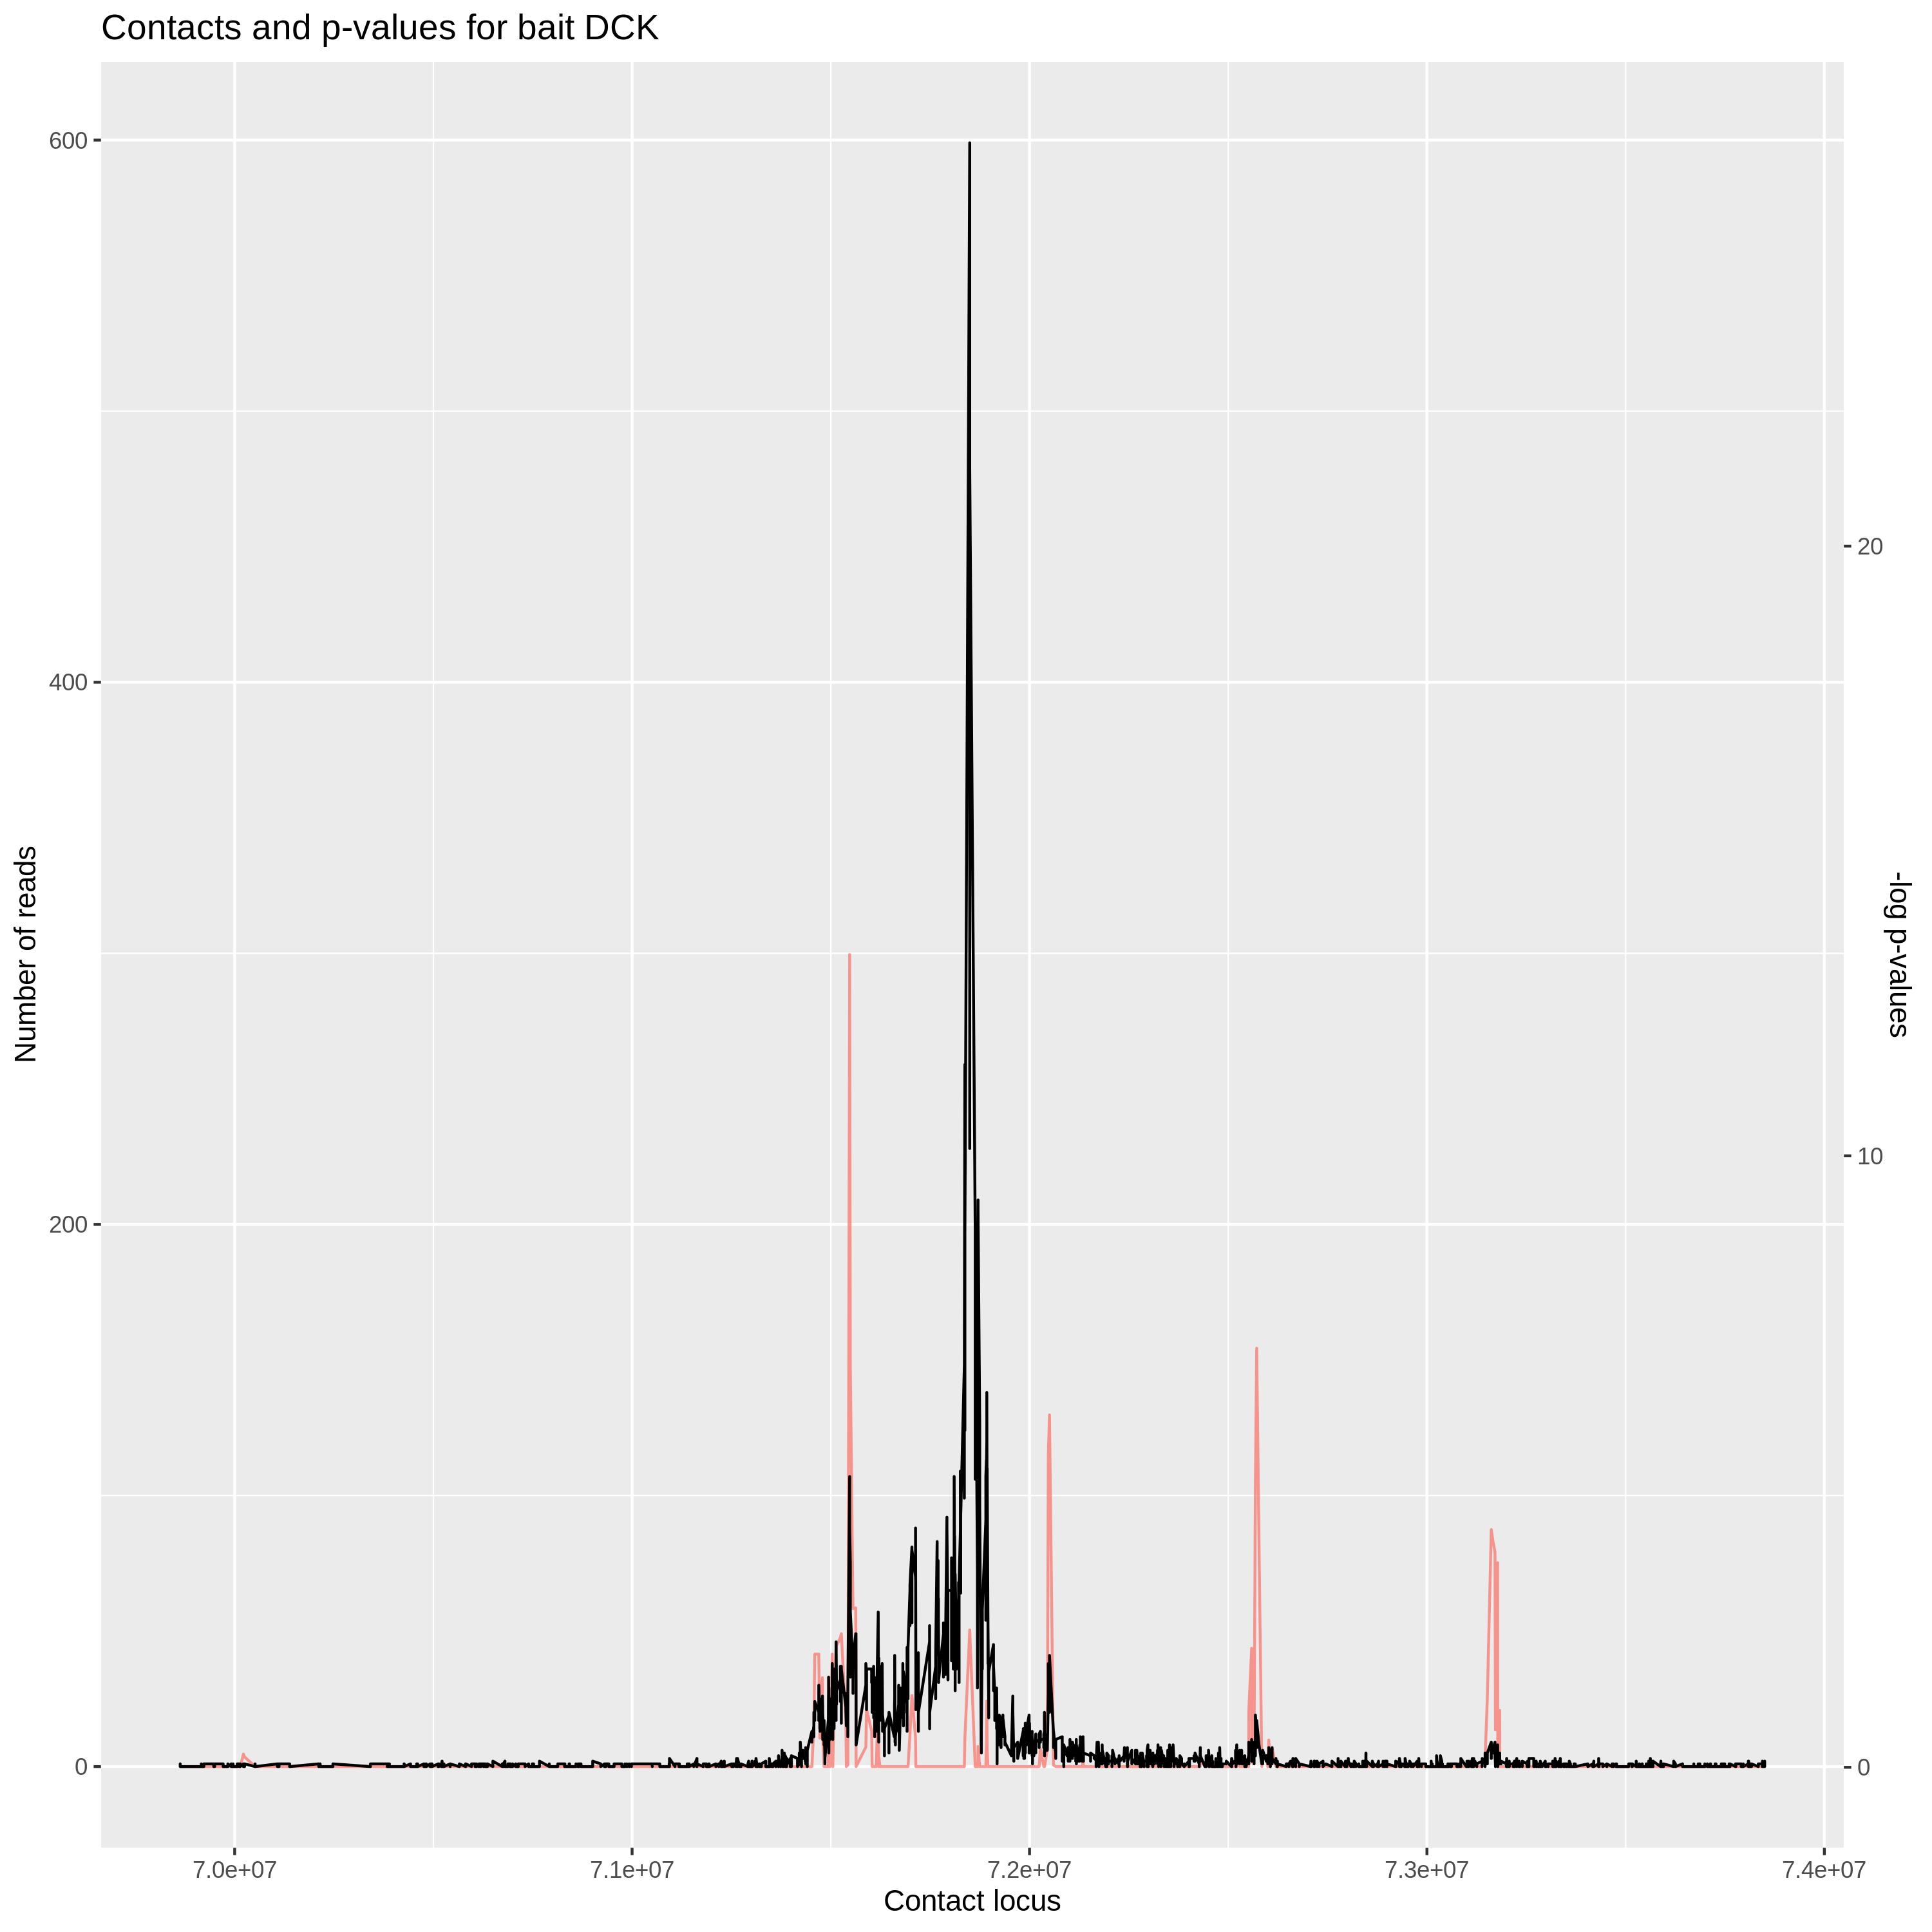 Contacts and p-values for bait DCK
600
400
200
0
Number of reads
20
10
0
-log p-values
7.0e+07
7.1e+07
7.2e+07
7.3e+07
7.4e+07
Contact locus